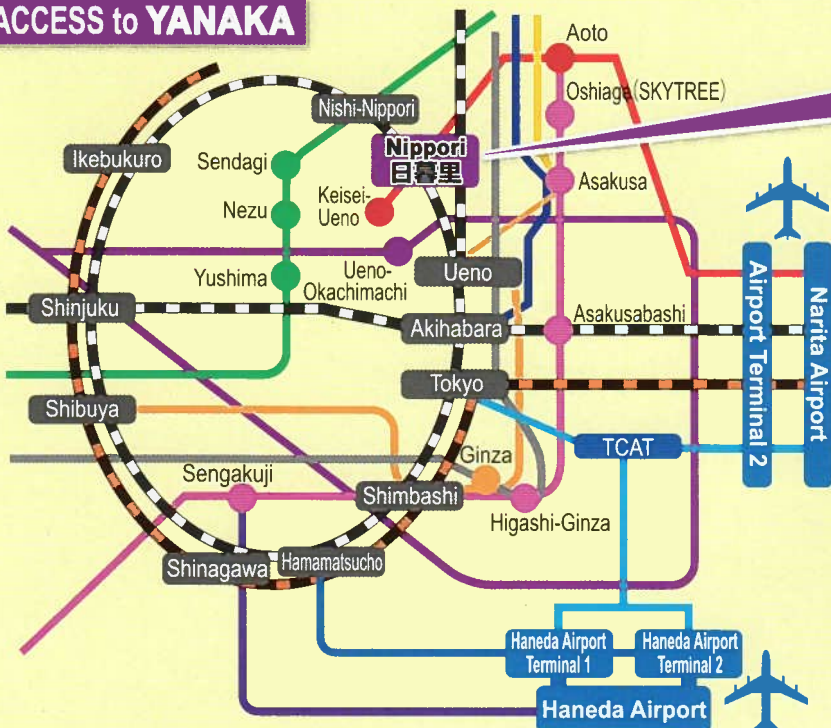 ACCESS to YANAKA
Aoto
Oshiaga(SKYTREE)
Nishi-Nippori
Ikebukuro
Nippori
日暮里
Sendagi
Asakusa
Keisei-
Ueno
Nezu
Ueno-
Okachimachi
Ueno
Yushima
Shinjuku
Akihabara
Asakusabashi
Airport Terminal 2
Narita Airport
Tokyo
Shibuya
TCAT
Ginza
Sengakuji
Shimbashi
Higashi-Ginza
Shinagawa
Hamamatsucho
Haneda Airport
Terminal 1
Haneda Airport
Terminal 2
Haneda Airport